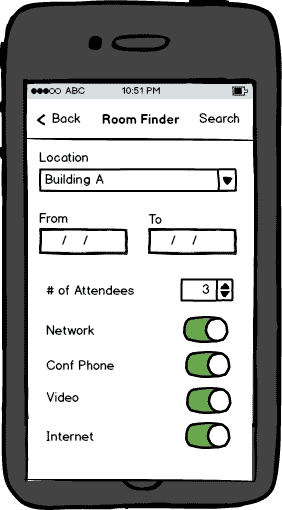 ABC 10:51 PM
Back Room Finder Search
Location
Building A
From To
/ / / /
# of Attendees 3
Network
Conf Phone
Video
Internet